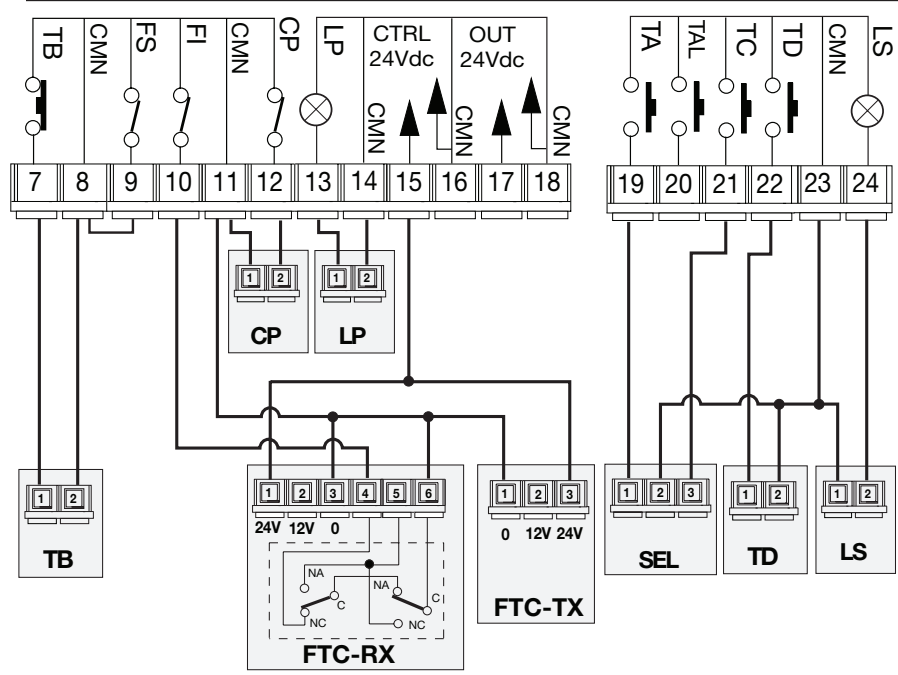 TB
CMN
FS
FI
CMN
CP
LP
CTRL
24Vdc
CMN
OUT
24Vdc
CMN
CMN
7 8 9 10 11 12 13 14 15 16 17 18
TA
TAL
TC
TD
CMN
LS
19 20 21 22 23 24
1 2
CP
1 2
LP
1 2
TB
1 2 3 4 5 6
24V 12V 0
NA
C
NC
NA
C
NC
FTC-RX
1 2 3
0 12V 24V
FTC-TX
1 2 3
SEL
1 2
TD
1 2
LS